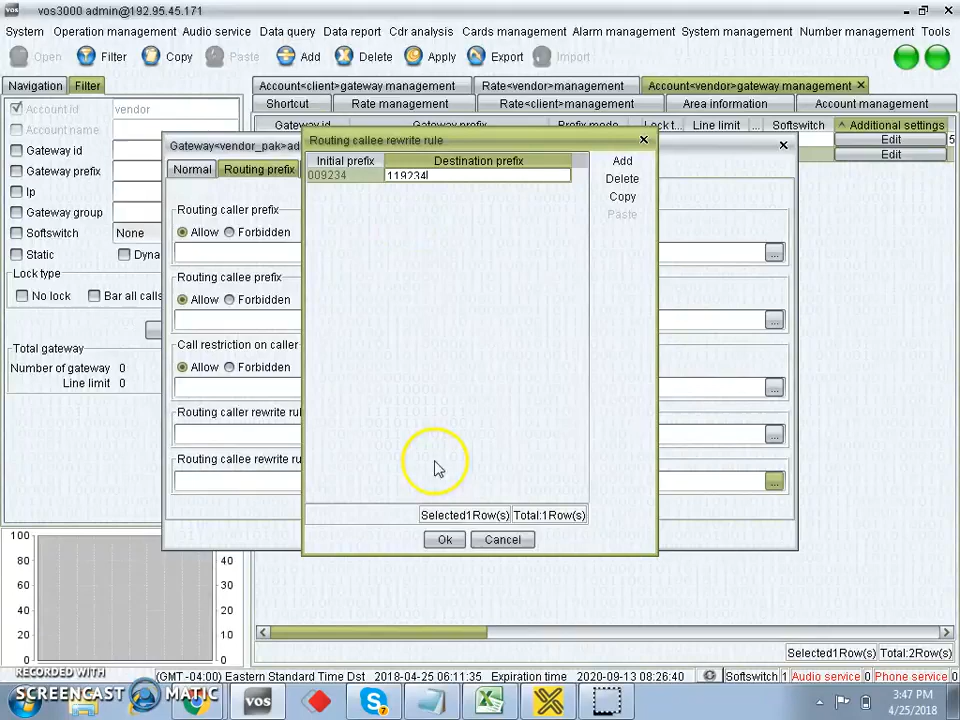 vos3000 admin@192.95.45.171
System Operation management Audio service Data query Data report Cdr analysis Cards management Alarm management System management Number management Tools
Open Filter Copy Paste Add Delete Apply Export Import
Navigation Filter Account<client>gateway management Rate<vendor>management Account<vendor>gateway management
Shortcut Rate management Rate<client>management Area information Account management
Account id vendor
Account name
Gateway id
Gateway prefix
Ip
Gateway group
Softswitch None
Static
Lock type
No lock Bar all calls
Total gateway
Number of gateway 0
Line limit 0
Line limit ... Softswitch Additional settings
Edit 5
Edit
Gateway<vendor_pak>ad
Normal Routing prefix
Routing caller prefix
Allow Forbidden
Routing callee prefix
Allow Forbidden
Call restriction on caller
Allow Forbidden
Routing caller rewrite rul
Routing callee rewrite ru
Routing callee rewrite rule
Initial prefix Destination prefix
009234 119234
Add
Delete
Copy
Paste
Selected1Row(s) Total:1Row(s)
Ok Cancel
100
80
60
40
20
0
40
30
20
10
0
Selected1Row(s) Total:2Row(s)
(GMT-04:00) Eastern Standard Time Dst 2018-04-25 06:11:35 Expiration time 2020-09-13 08:26:40 Softswitch 1 Audio service 0 Phone service 0
RECORDED WITH
SCREENCAST MATIC
vos
7
3:47 PM
4/25/2018